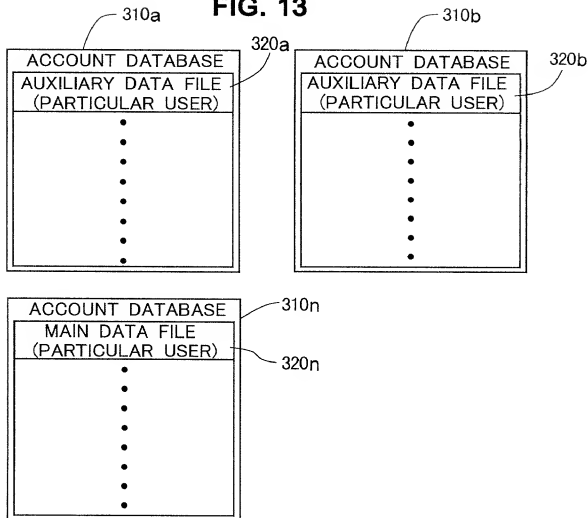 FIG. 13
310a
310b
ACCOUNT DATABASE
320a
AUXILIARY DATA FILE
(PARTICULAR USER)
ACCOUNT DATABASE
320b
AUXILIARY DATA FILE
(PARTICULAR USER)
ACCOUNT DATABASE
310n
MAIN DATA FILE
(PARTICULAR USER)
320n